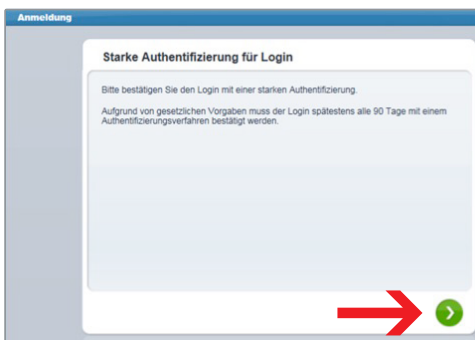 Anmeldung
Starke Authentifizierung für Login
Bitte bestätigen Sie den Login mit einer starken Authentifizierung.
Aufgrund von gesetzlichen Vorgaben muss der Login spätestens alle 90 Tage mit einem
Authentifizierungsverfahren bestätigt werden.